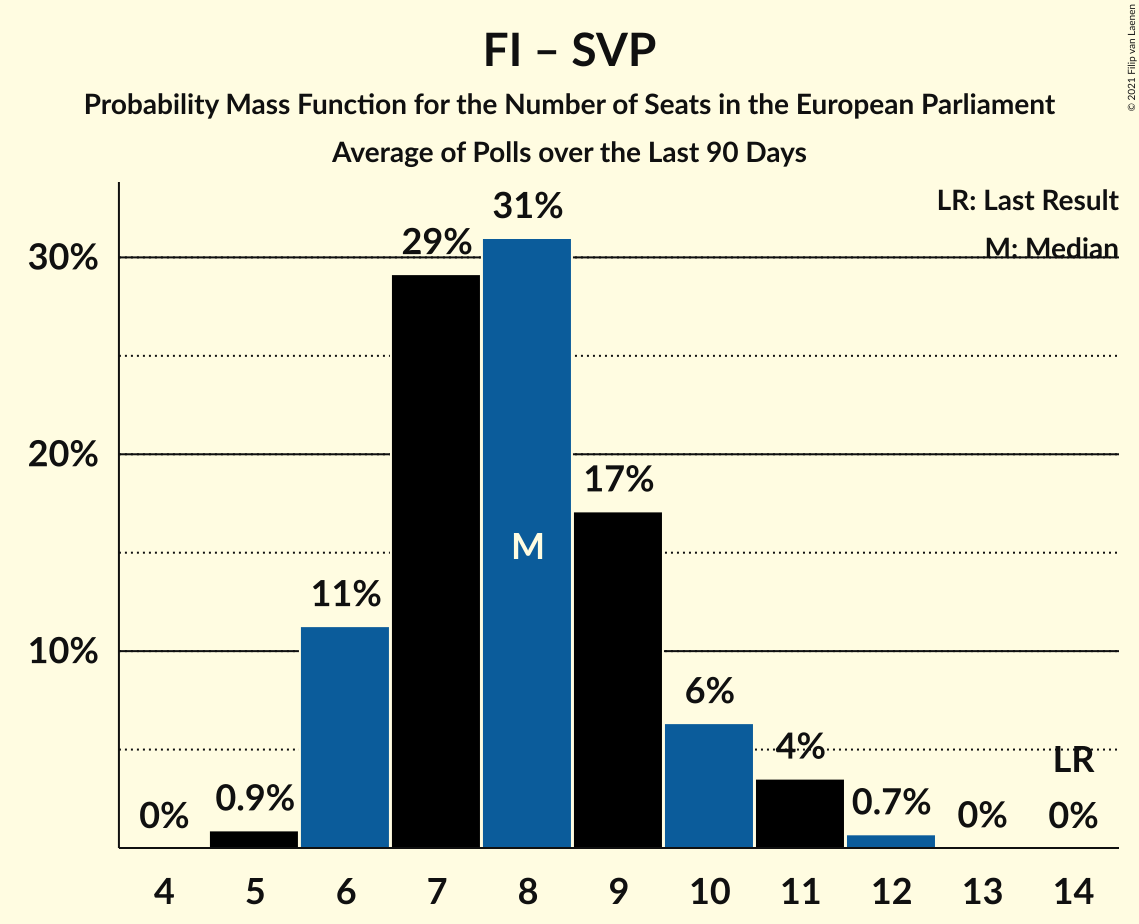 FI – SVP
Probability Mass Function for the Number of Seats in the European Parliament
Average of Polls over the Last 90 Days
© 2021 Filip van Laenen
LR: Last Result
M: Median
30%
20%
10%
0%
0.9%
11%
29%
31%
M
17%
6%
4%
0.7%
0%
LR
0%
4 5 6 7 8 9 10 11 12 13 14